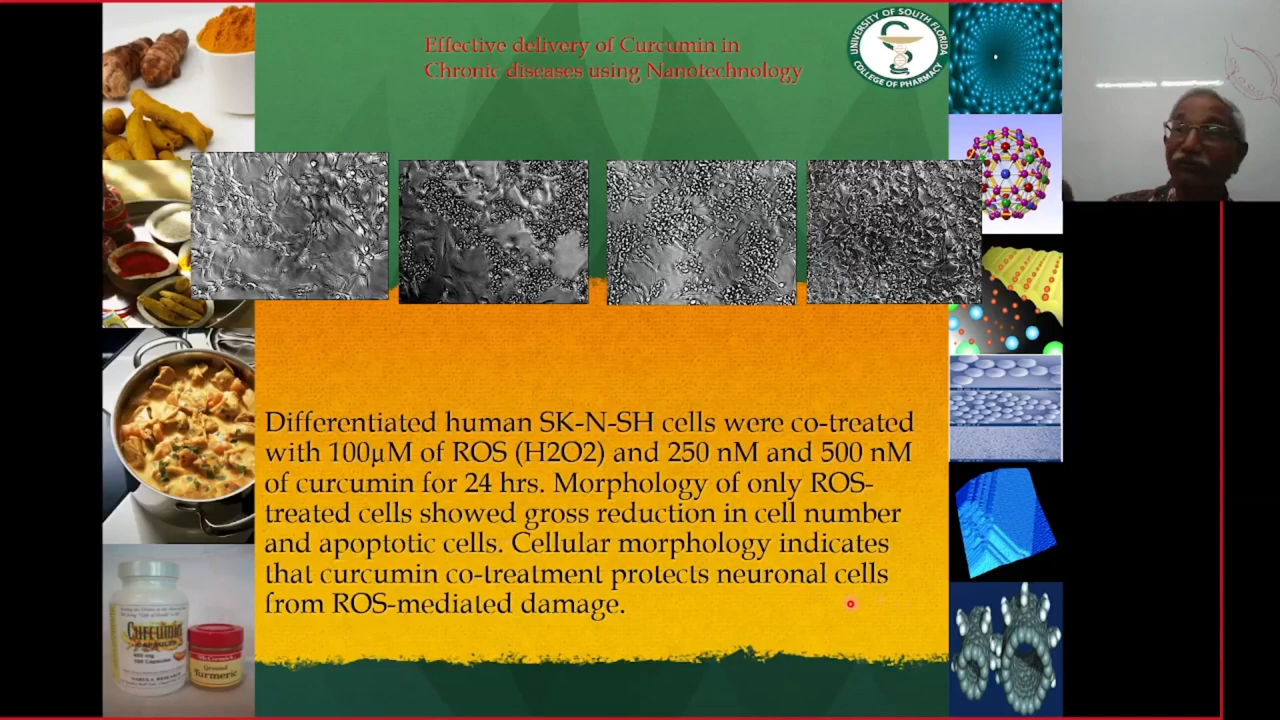 Effective delivery of Curcumin in
Chronic diseases using Nanotechnology
UNIVERSITY OF SOUTH FLORIDA
COLLEGE OF PHARMACY
Differentiated human SK-N-SH cells were co-treated
with 100µM of ROS (H2O2) and 250 nM and 500 nM
of curcumin for 24 hrs. Morphology of only ROS-
treated cells showed gross reduction in cell number
and apoptotic cells. Cellular morphology indicates
that curcumin co-treatment protects neuronal cells
from ROS-mediated damage.
Curcumin
CAPSULES
Ground
Turmeric